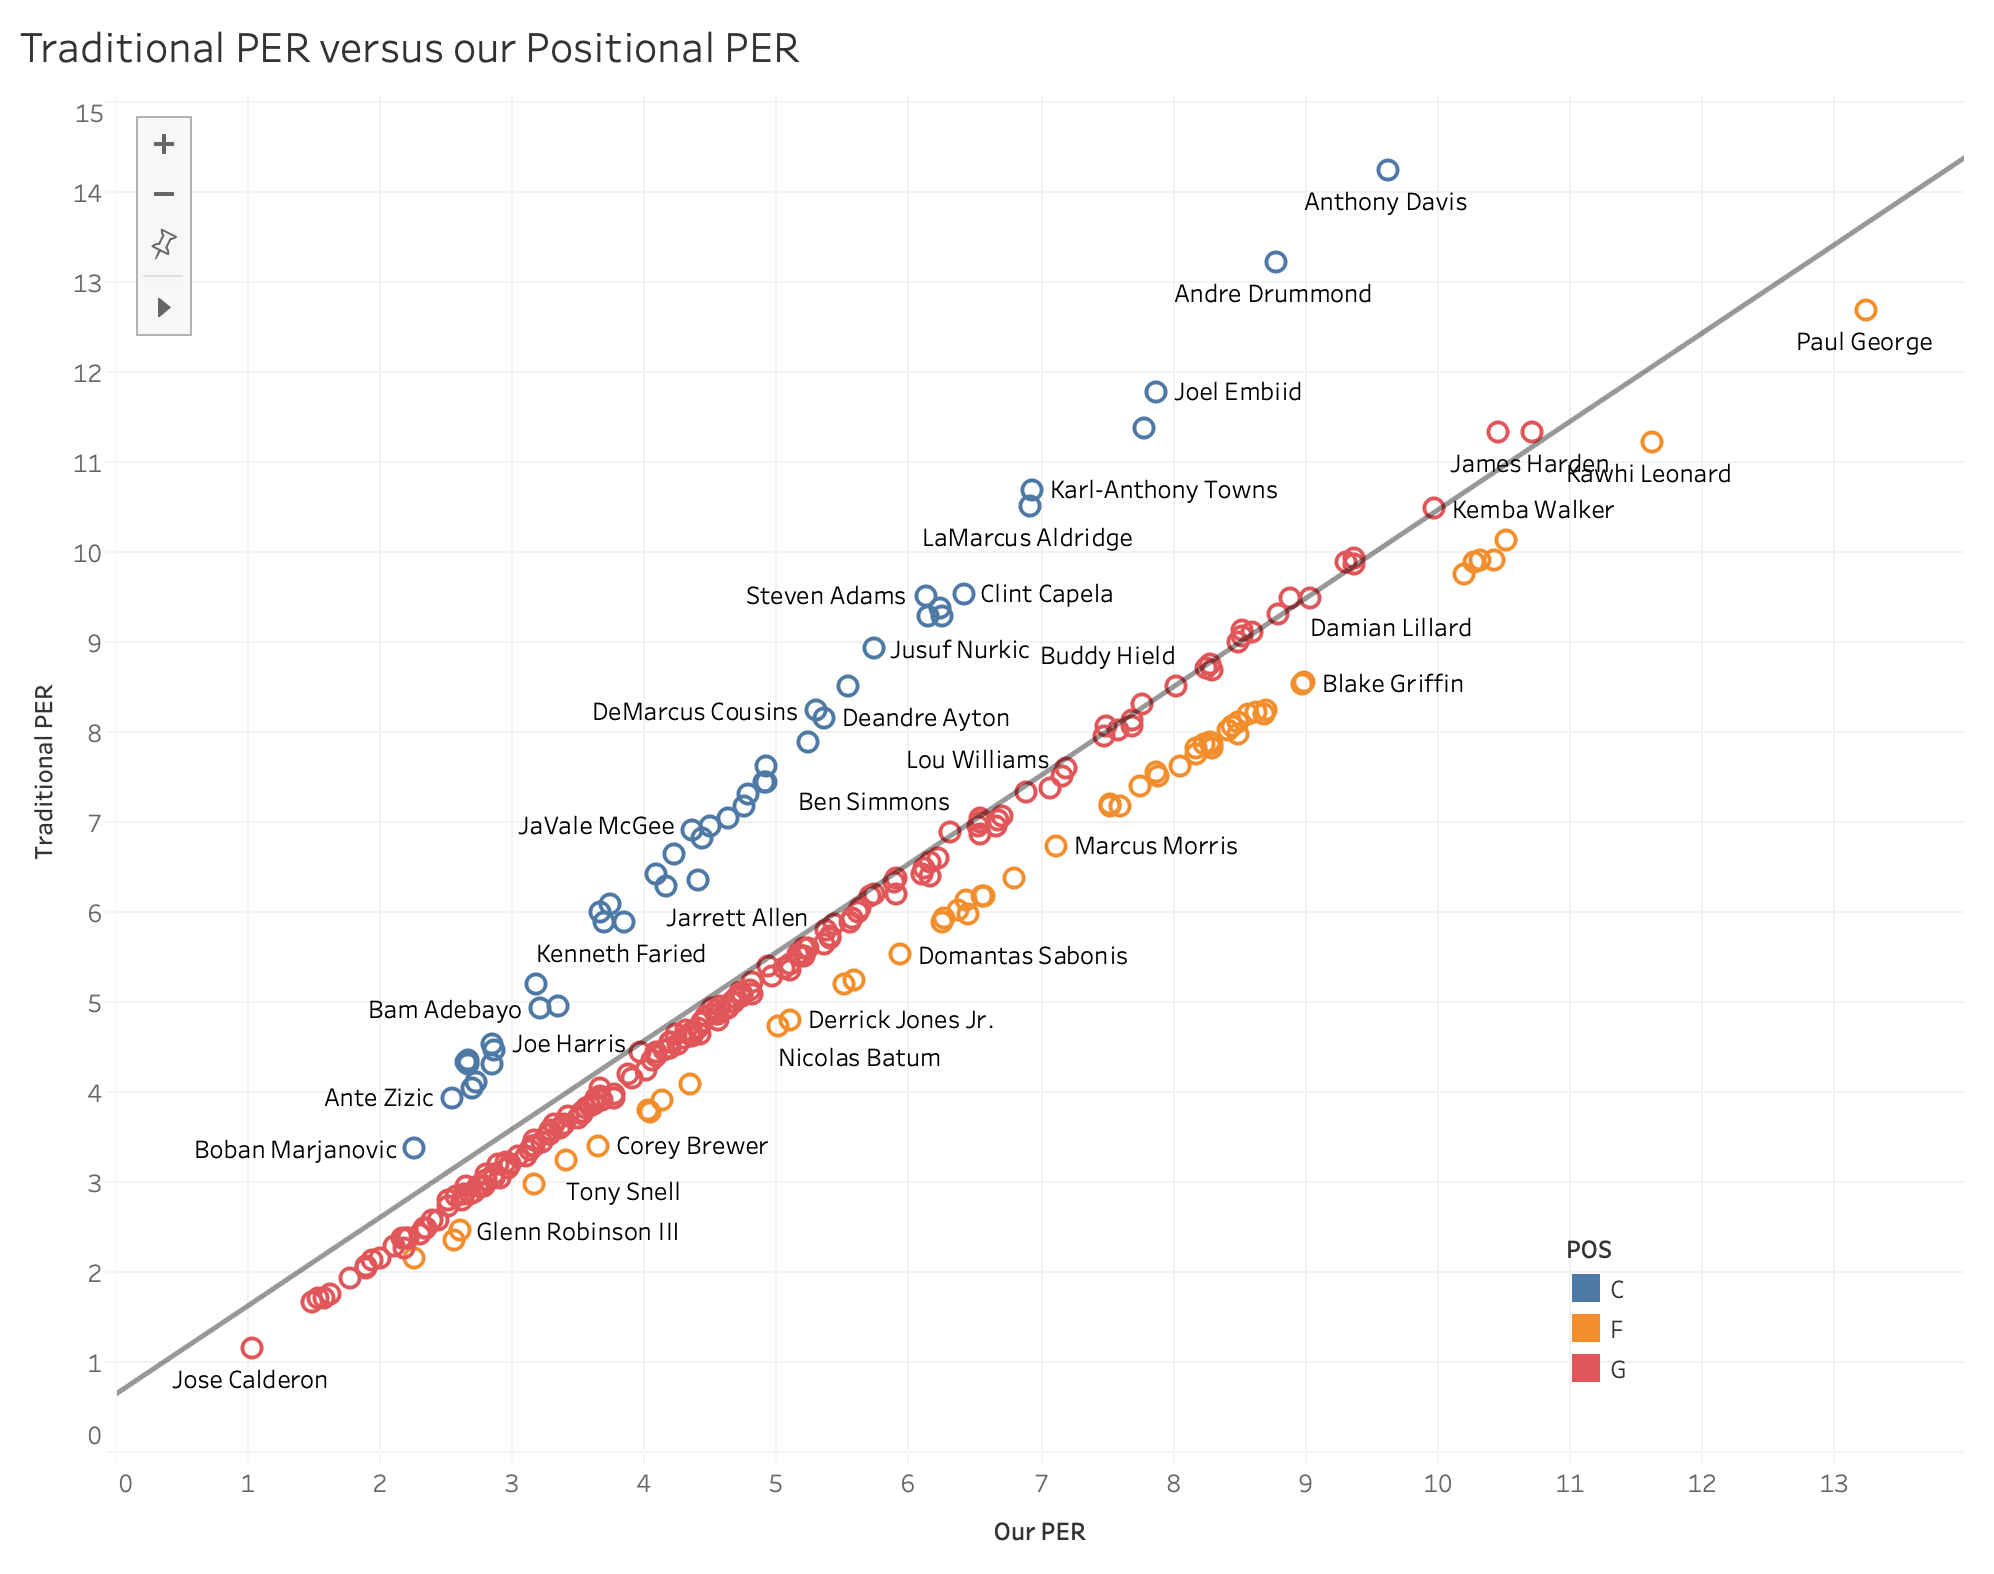 Traditional PER versus our Positional PER
15
14
13
12
11
10
9
8
7
6
5
4
3
2
1
0
Traditional PER
Anthony Davis
Andre Drummond
Paul George
Joel Embiid
James Harden
Kawhi Leonard
Karl-Anthony Towns
Kemba Walker
LaMarcus Aldridge
Steven Adams
Clint Capela
Damian Lillard
Jusuf Nurkic
Buddy Hield
Blake Griffin
DeMarcus Cousins
Deandre Ayton
Lou Williams
Ben Simmons
JaVale McGee
Marcus Morris
Jarrett Allen
Kenneth Faried
Domantas Sabonis
Bam Adebayo
Derrick Jones Jr.
Joe Harris
Nicolas Batum
Ante Zizic
Boban Marjanovic
Corey Brewer
Tony Snell
Glenn Robinson III
Jose Calderon
POS
C
F
G
0 1 2 3 4 5 6 7 8 9 10 11 12 13
Our PER